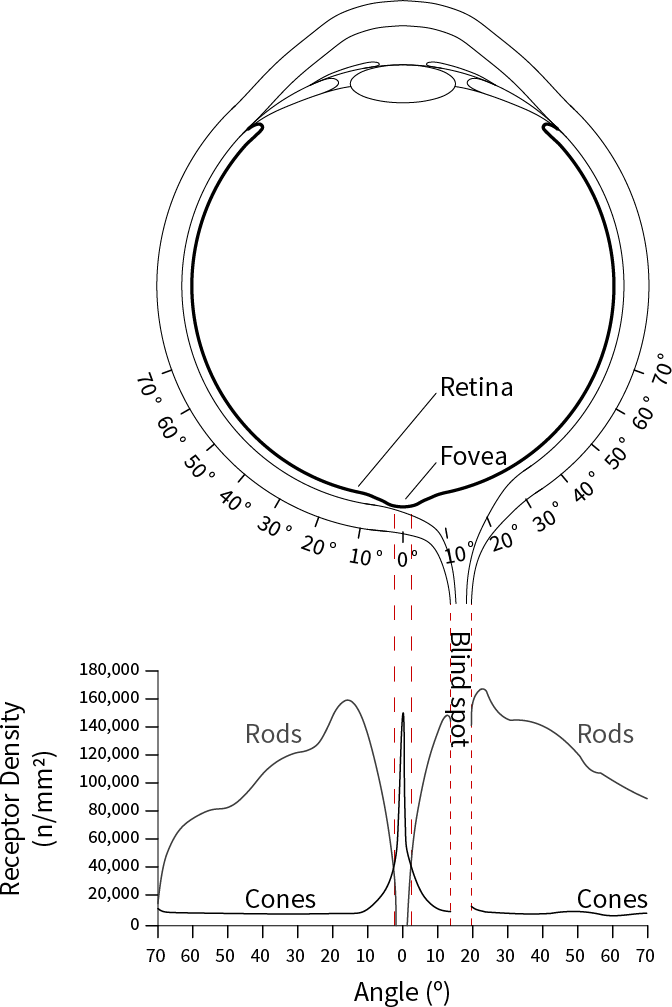 Retina
Fovea
70°
60°
50°
40°
30°
20°
10°
0°
10°
20°
30°
40°
50°
60°
70°
Blind spot
Receptor Density
(n/mm²)
180,000
160,000
140,000
120,000
100,000
80,000
60,000
40,000
20,000
0
Rods
Rods
Cones
Cones
70 60 50 40 30 20 10 0 10 20 30 40 50 60 70
Angle (º)